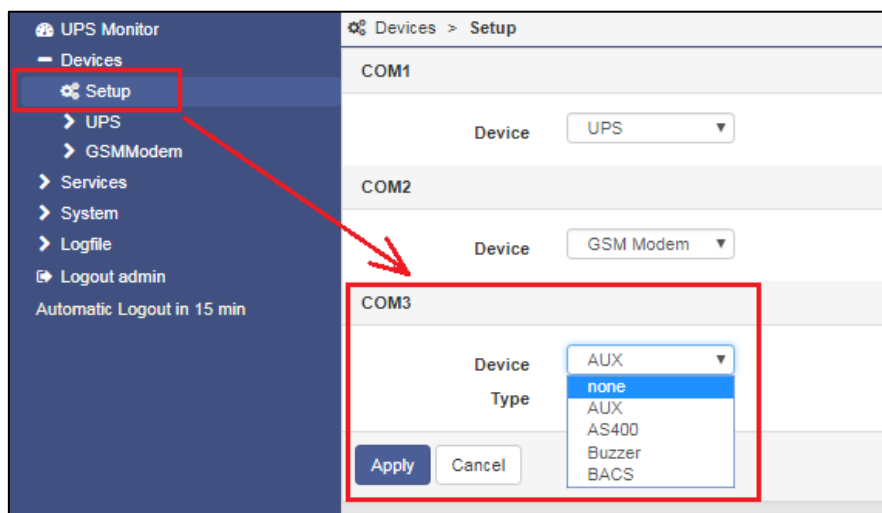 UPS Monitor
Devices
Setup
UPS
GSMModem
Services
System
Logfile
Logout admin
Automatic Logout in 15 min
Devices > Setup
COM1
Device UPS
COM2
Device GSM Modem
COM3
Device AUX
Type
none
AUX
AS400
Buzzer
BACS
Apply Cancel